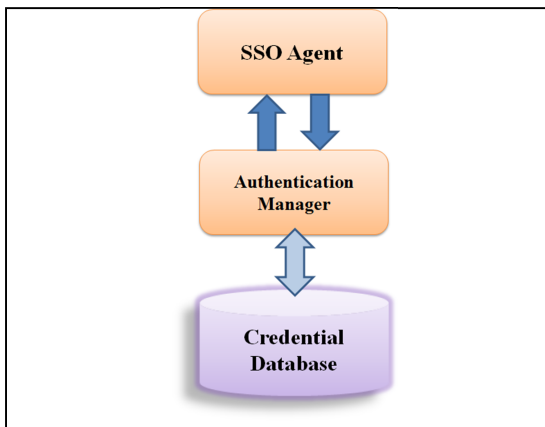 SSO Agent
Authentication
Manager
Credential
Database